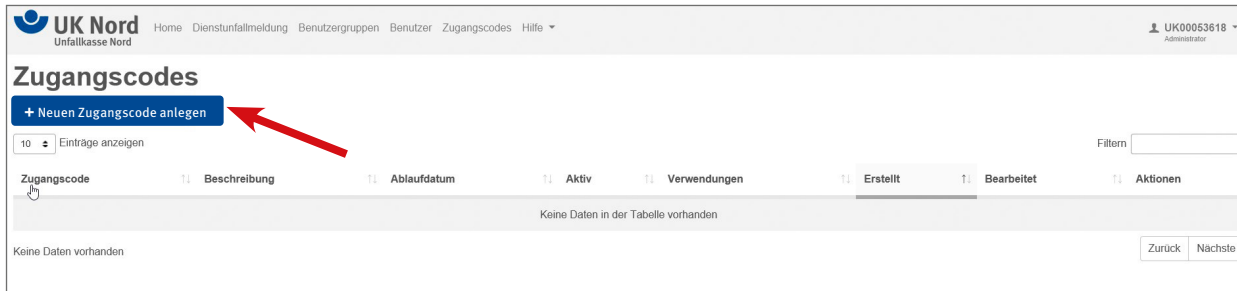 UK Nord
Unfallkasse Nord
Home Dienstunfallmeldung Benutzergruppen Benutzer Zugangscodes Hilfe
UK00053618
Administrator
Zugangscodes
+ Neuen Zugangscode anlegen
10 Einträge anzeigen
Filtern
Zugangscode Beschreibung Ablaufdatum Aktiv Verwendungen Erstellt Bearbeitet Aktionen
Keine Daten in der Tabelle vorhanden
Keine Daten vorhanden
Zurück Nächste